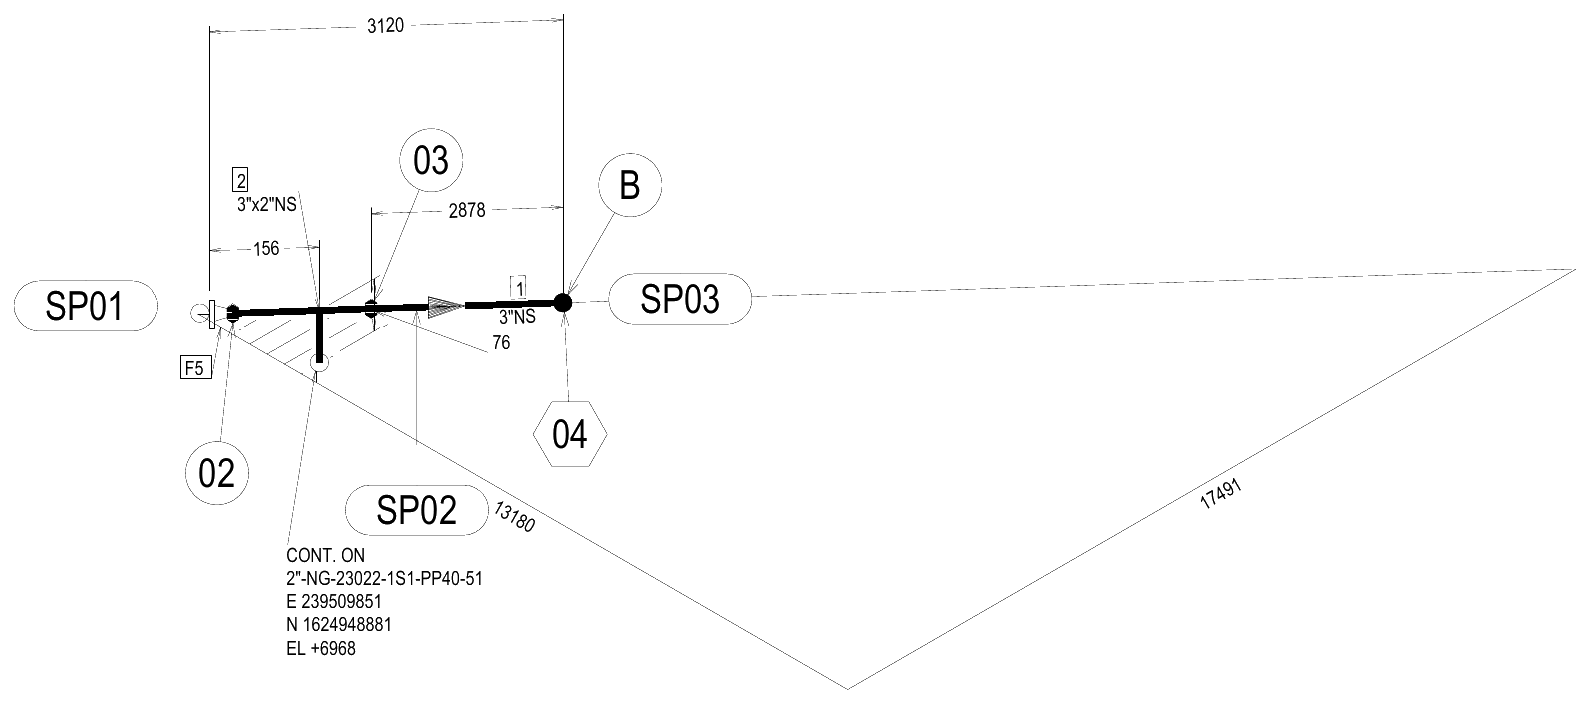 3120
03
B
2
3"x2"NS
2878
156
SP01
1
SP03
3"NS
76
F5
04
02
SP02
13180
17491
CONT. ON
2"-NG-23022-1S1-PP40-51
E 239509851
N 1624948881
EL +6968